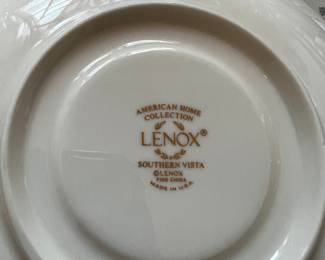 AMERICAN HOME
COLLECTION
LENOX®
SOUTHERN VISTA
©LENOX
FINE CHINA
MADE IN U.S.A.